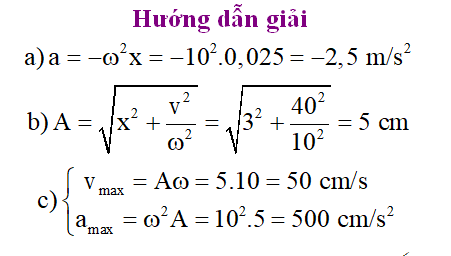 Hướng dẫn giải
a) a = −ω²x = −10².0,025 = −2,5 m/s²
b) A = √(x² + v²/ω²) = √(3² + 40²/10²) = 5 cm
c) { v_max = Aω = 5.10 = 50 cm/s
a_max = ω²A = 10².5 = 500 cm/s²